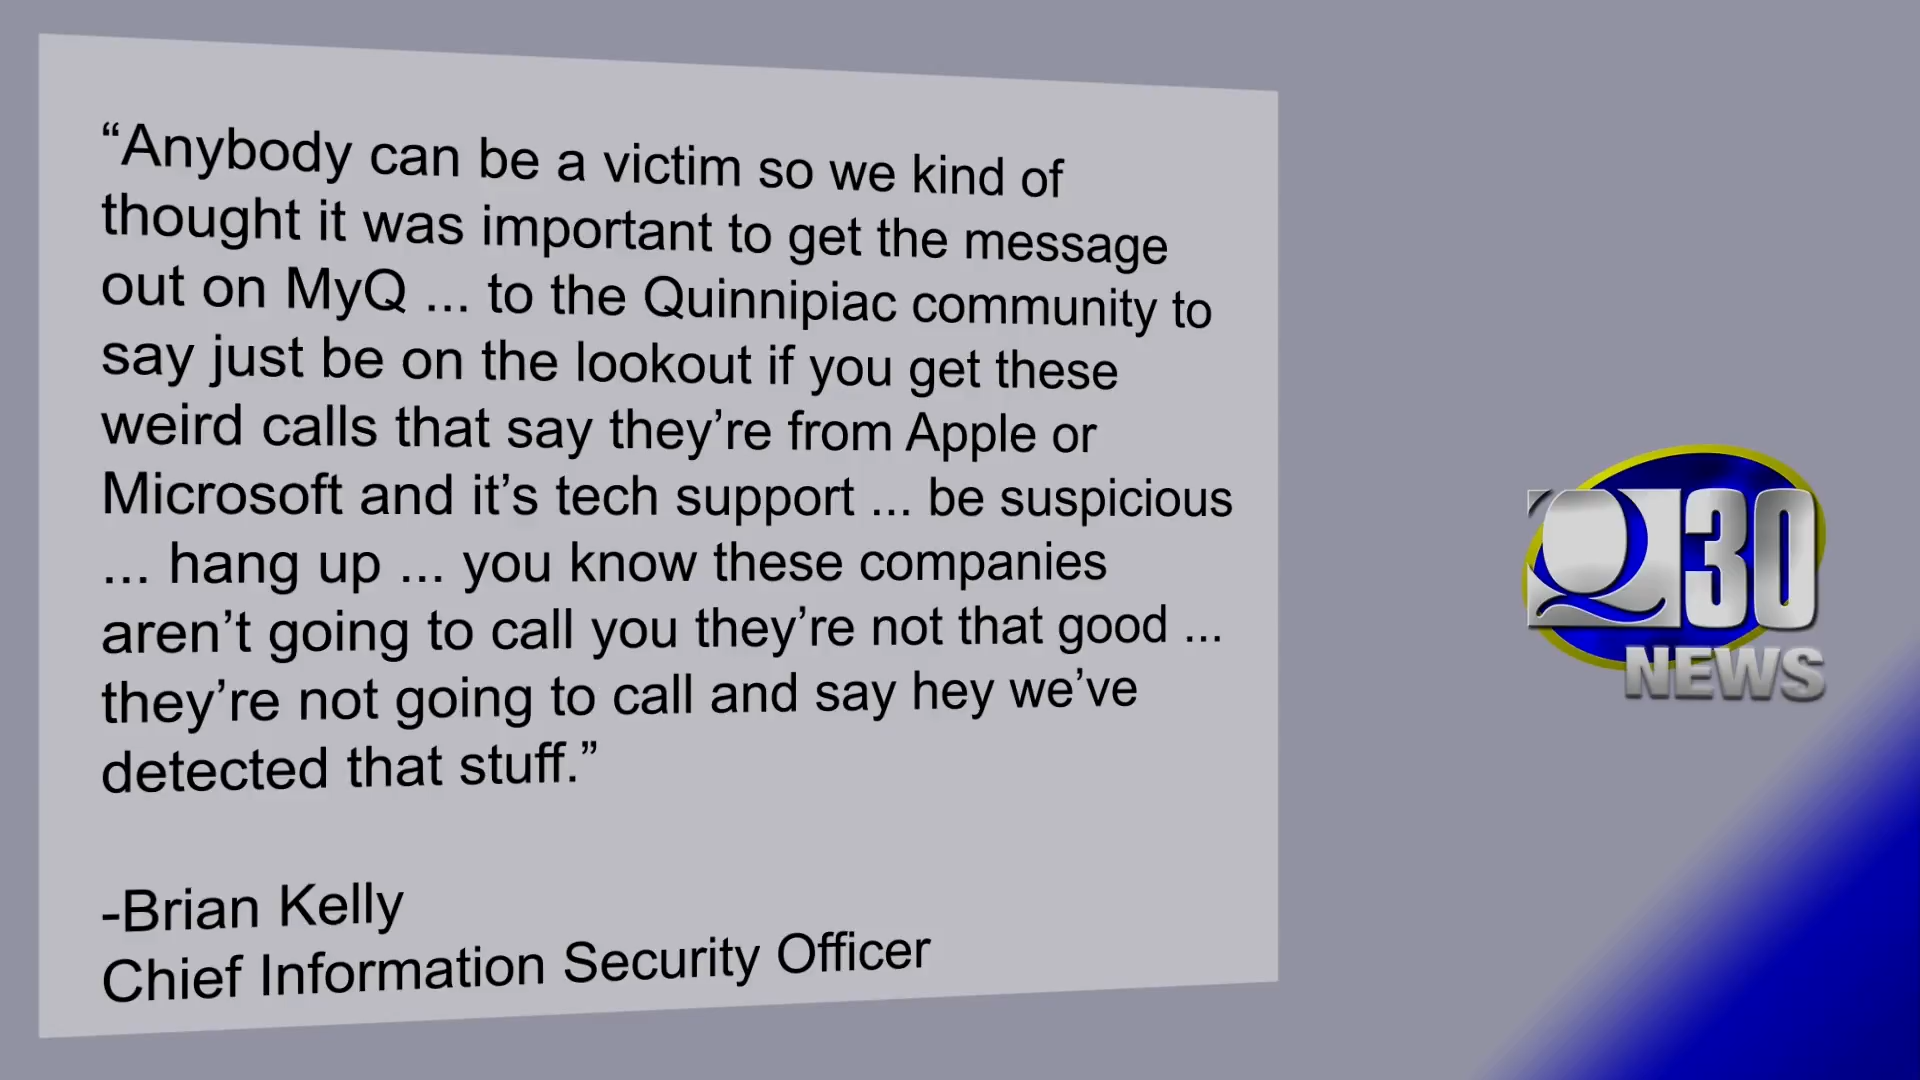 “Anybody can be a victim so we kind of
thought it was important to get the message
out on MyQ ... to the Quinnipiac community to
say just be on the lookout if you get these
weird calls that say they’re from Apple or
Microsoft and it’s tech support ... be suspicious
... hang up ... you know these companies
aren’t going to call you they’re not that good ...
they’re not going to call and say hey we’ve
detected that stuff.”
-Brian Kelly
Chief Information Security Officer
Q30
NEWS